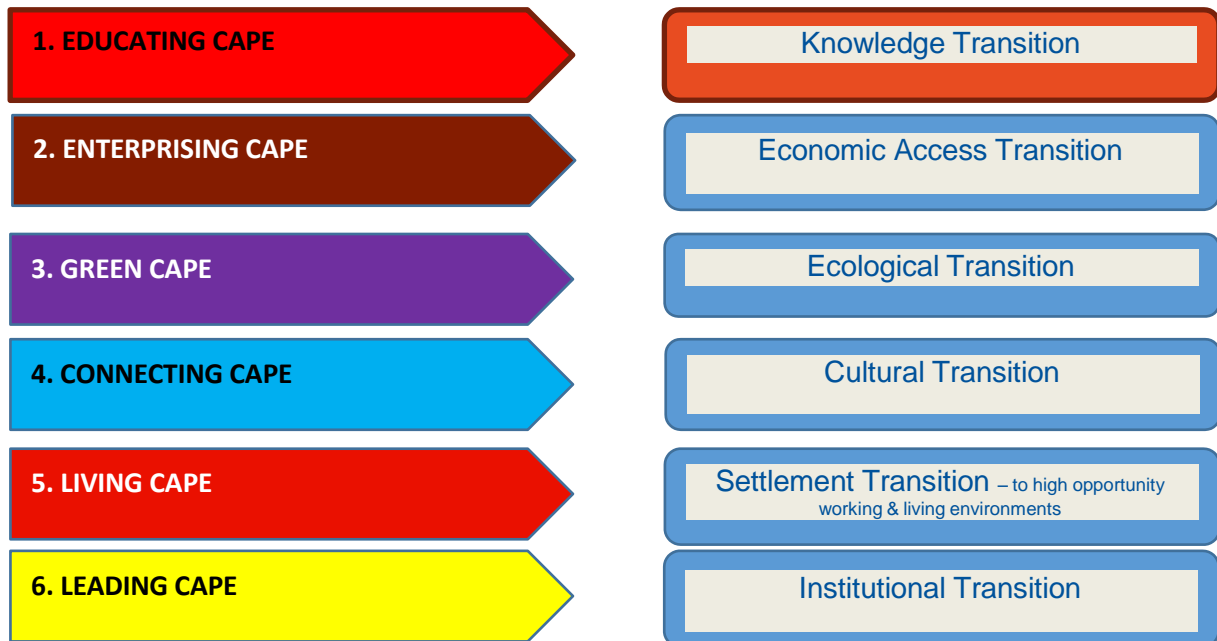 1. EDUCATING CAPE
Knowledge Transition
2. ENTERPRISING CAPE
Economic Access Transition
3. GREEN CAPE
Ecological Transition
4. CONNECTING CAPE
Cultural Transition
5. LIVING CAPE
Settlement Transition – to high opportunity
working & living environments
6. LEADING CAPE
Institutional Transition